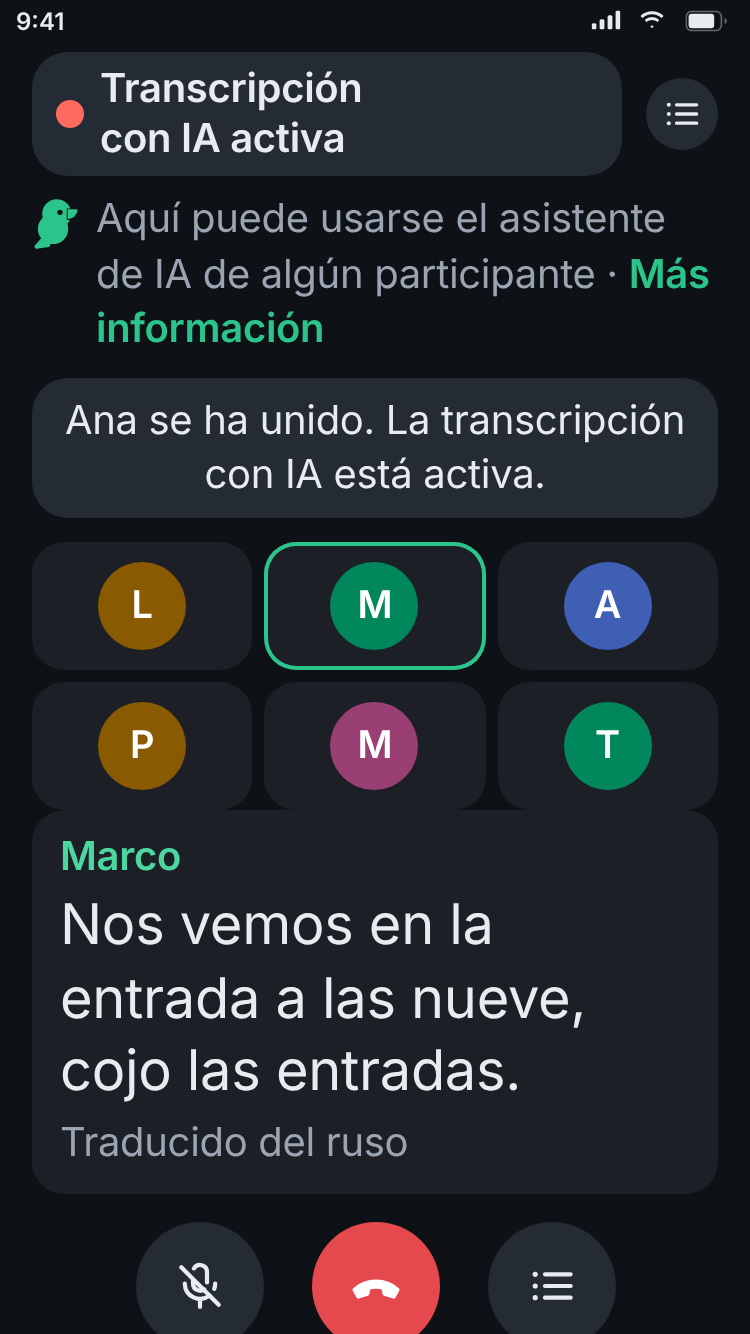 9:41
Transcripción
con IA activa
Aquí puede usarse el asistente
de IA de algún participante · Más
información
Ana se ha unido. La transcripción
con IA está activa.
L
M
A
P
M
T
Marco
Nos vemos en la
entrada a las nueve,
cojo las entradas.
Traducido del ruso